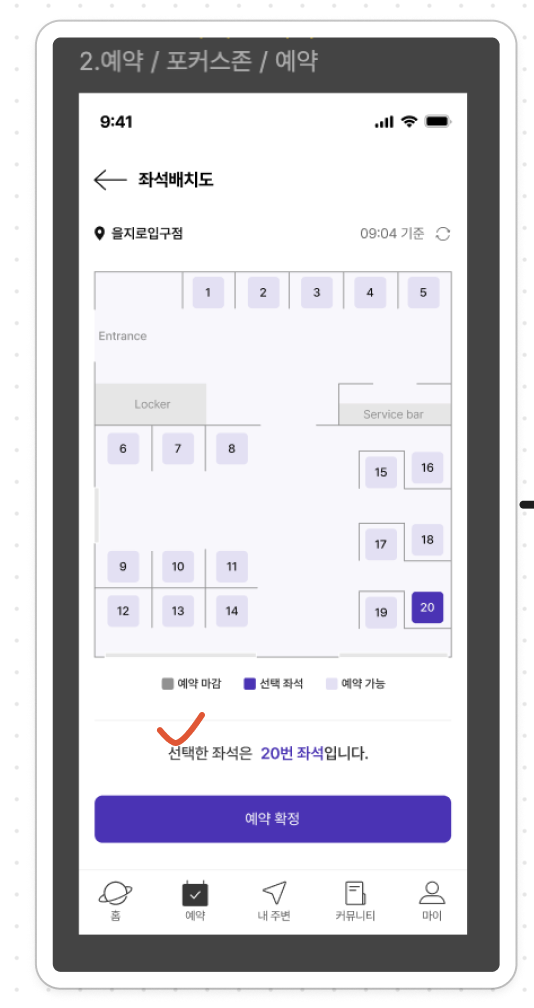 2.예약 / 포커스존 / 예약
9:41
좌석배치도
을지로입구점 09:04 기준
1 2 3 4 5
Entrance
Locker
Service bar
6 7 8
15 16
17 18
9 10 11
12 13 14
19 20
예약 마감 선택 좌석 예약 가능
선택한 좌석은 20번 좌석입니다.
예약 확정
홈 예약 내 주변 커뮤니티 마이